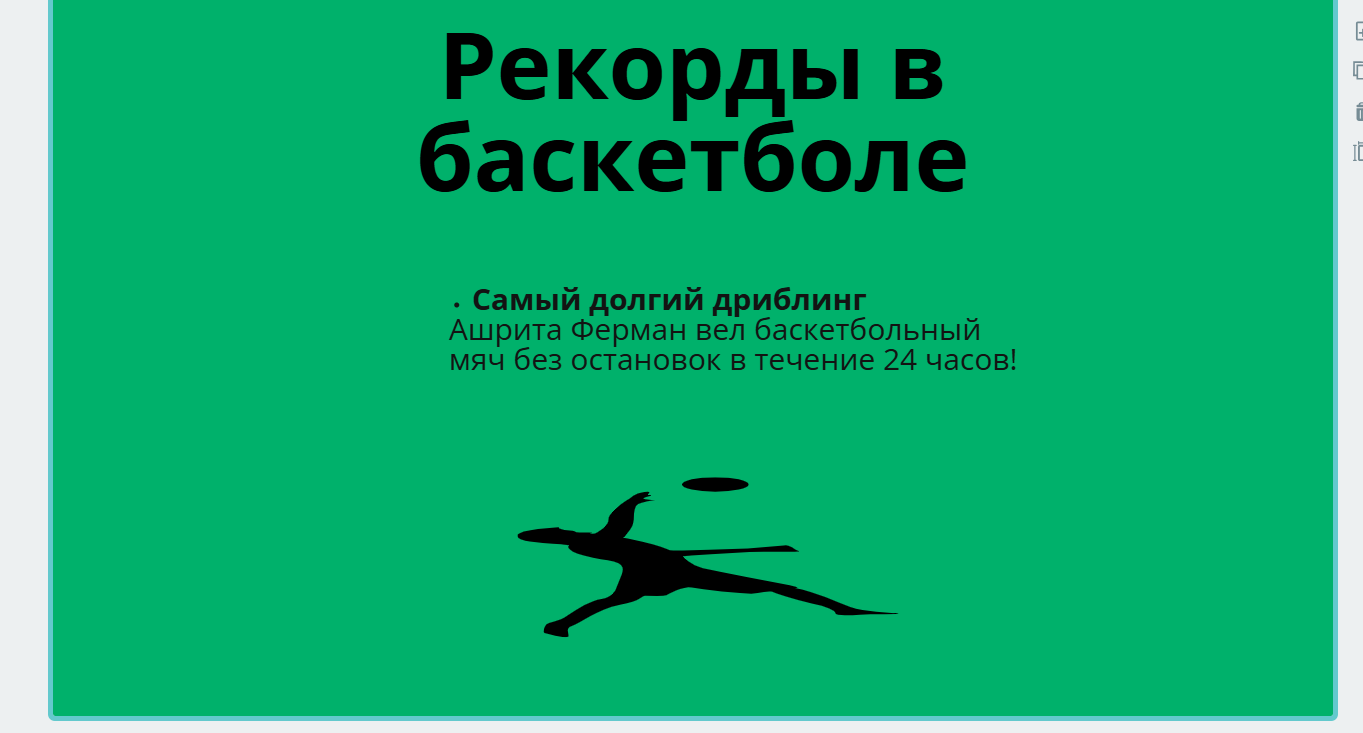 Рекорды в
баскетболе
· Самый долгий дриблинг
Ашрита Ферман вел баскетбольный
мяч без остановок в течение 24 часов!